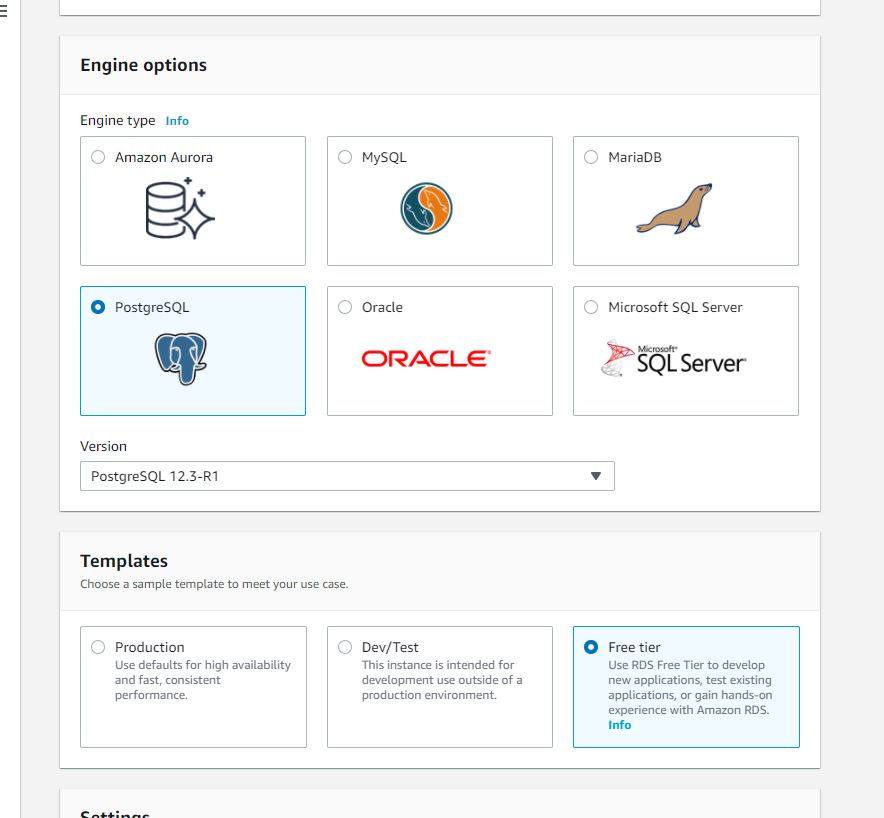 Engine options
Engine type Info
Amazon Aurora
MySQL
MariaDB
PostgreSQL
Oracle
ORACLE®
Microsoft SQL Server
Microsoft®
SQL Server®
Version
PostgreSQL 12.3-R1
Templates
Choose a sample template to meet your use case.
Production
Use defaults for high availability
and fast, consistent
performance.
Dev/Test
This instance is intended for
development use outside of a
production environment.
Free tier
Use RDS Free Tier to develop
new applications, test existing
applications, or gain hands-on
experience with Amazon RDS.
Info
Settings